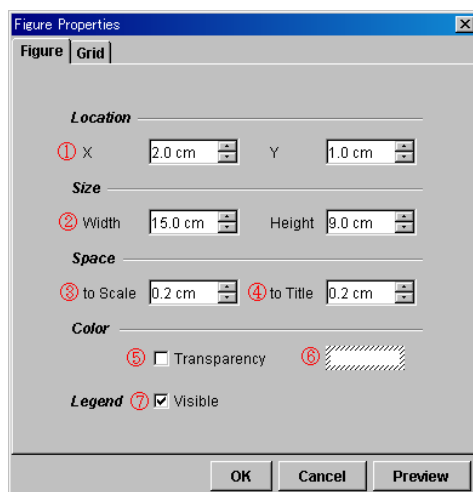 Figure Properties
Figure Grid
Location
① X 2.0 cm Y 1.0 cm
Size
② Width 15.0 cm Height 9.0 cm
Space
③ to Scale 0.2 cm ④ to Title 0.2 cm
Color
⑤ Transparency ⑥
Legend ⑦ Visible
OK Cancel Preview